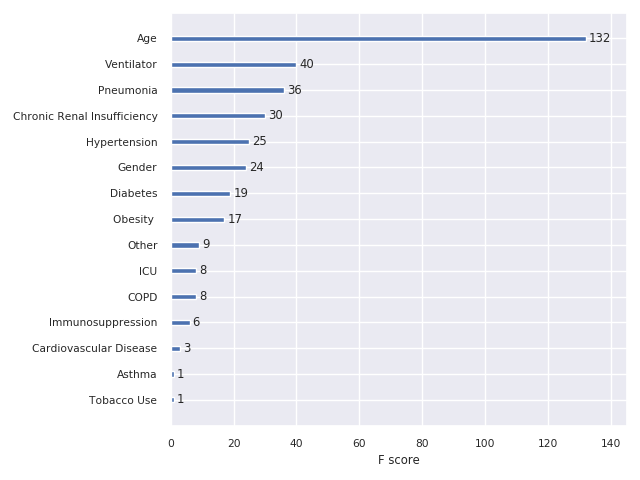 Age 132
Ventilator 40
Pneumonia 36
Chronic Renal Insufficiency 30
Hypertension 25
Gender 24
Diabetes 19
Obesity 17
Other 9
ICU 8
COPD 8
Immunosuppression 6
Cardiovascular Disease 3
Asthma 1
Tobacco Use 1
0 20 40 60 80 100 120 140
F score